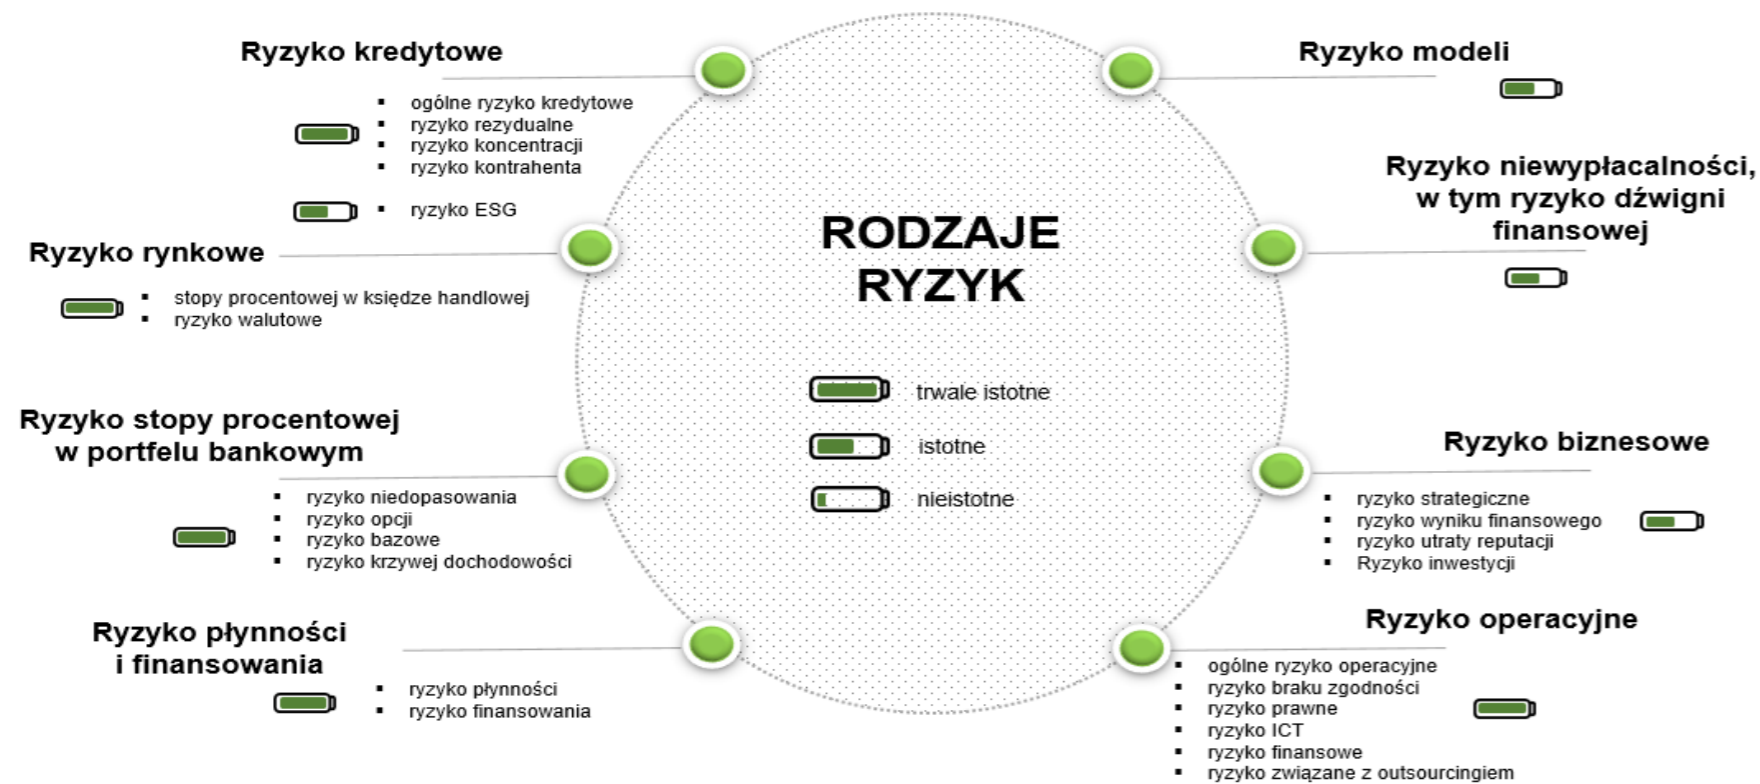 Ryzyko kredytowe
▪ ogólne ryzyko kredytowe
▪ ryzyko rezydualne
▪ ryzyko koncentracji
▪ ryzyko kontrahenta
▪ ryzyko ESG
Ryzyko rynkowe
▪ stopy procentowej w księdze handlowej
▪ ryzyko walutowe
Ryzyko stopy procentowej
w portfelu bankowym
▪ ryzyko niedopasowania
▪ ryzyko opcji
▪ ryzyko bazowe
▪ ryzyko krzywej dochodowości
Ryzyko płynności
i finansowania
▪ ryzyko płynności
▪ ryzyko finansowania
RODZAJE
RYZYK
trwale istotne
istotne
nieistotne
Ryzyko modeli
Ryzyko niewypłacalności,
w tym ryzyko dźwigni
finansowej
Ryzyko biznesowe
▪ ryzyko strategiczne
▪ ryzyko wyniku finansowego
▪ ryzyko utraty reputacji
▪ Ryzyko inwestycji
Ryzyko operacyjne
▪ ogólne ryzyko operacyjne
▪ ryzyko braku zgodności
▪ ryzyko prawne
▪ ryzyko ICT
▪ ryzyko finansowe
▪ ryzyko związane z outsourcingiem